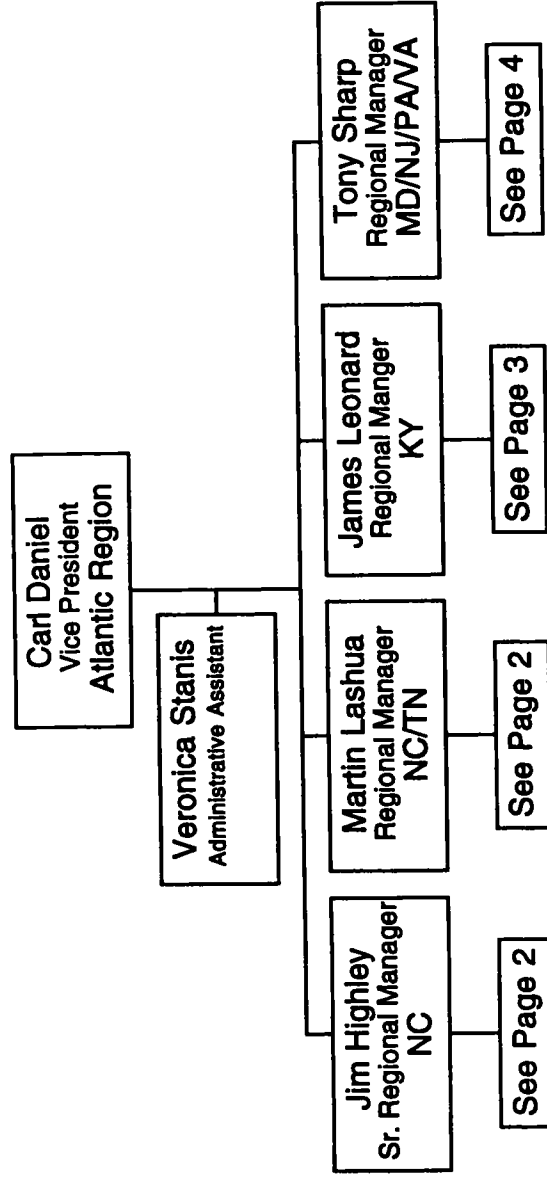 Carl Daniel
Vice President
Atlantic Region
Veronica Stanis
Administrative Assistant
Jim Highley
Sr. Regional Manager
NC
See Page 2
Martin Lashua
Regional Manager
NC/TN
See Page 2
James Leonard
Regional Manger
KY
See Page 3
Tony Sharp
Regional Manager
MD/NJ/PA/VA
See Page 4